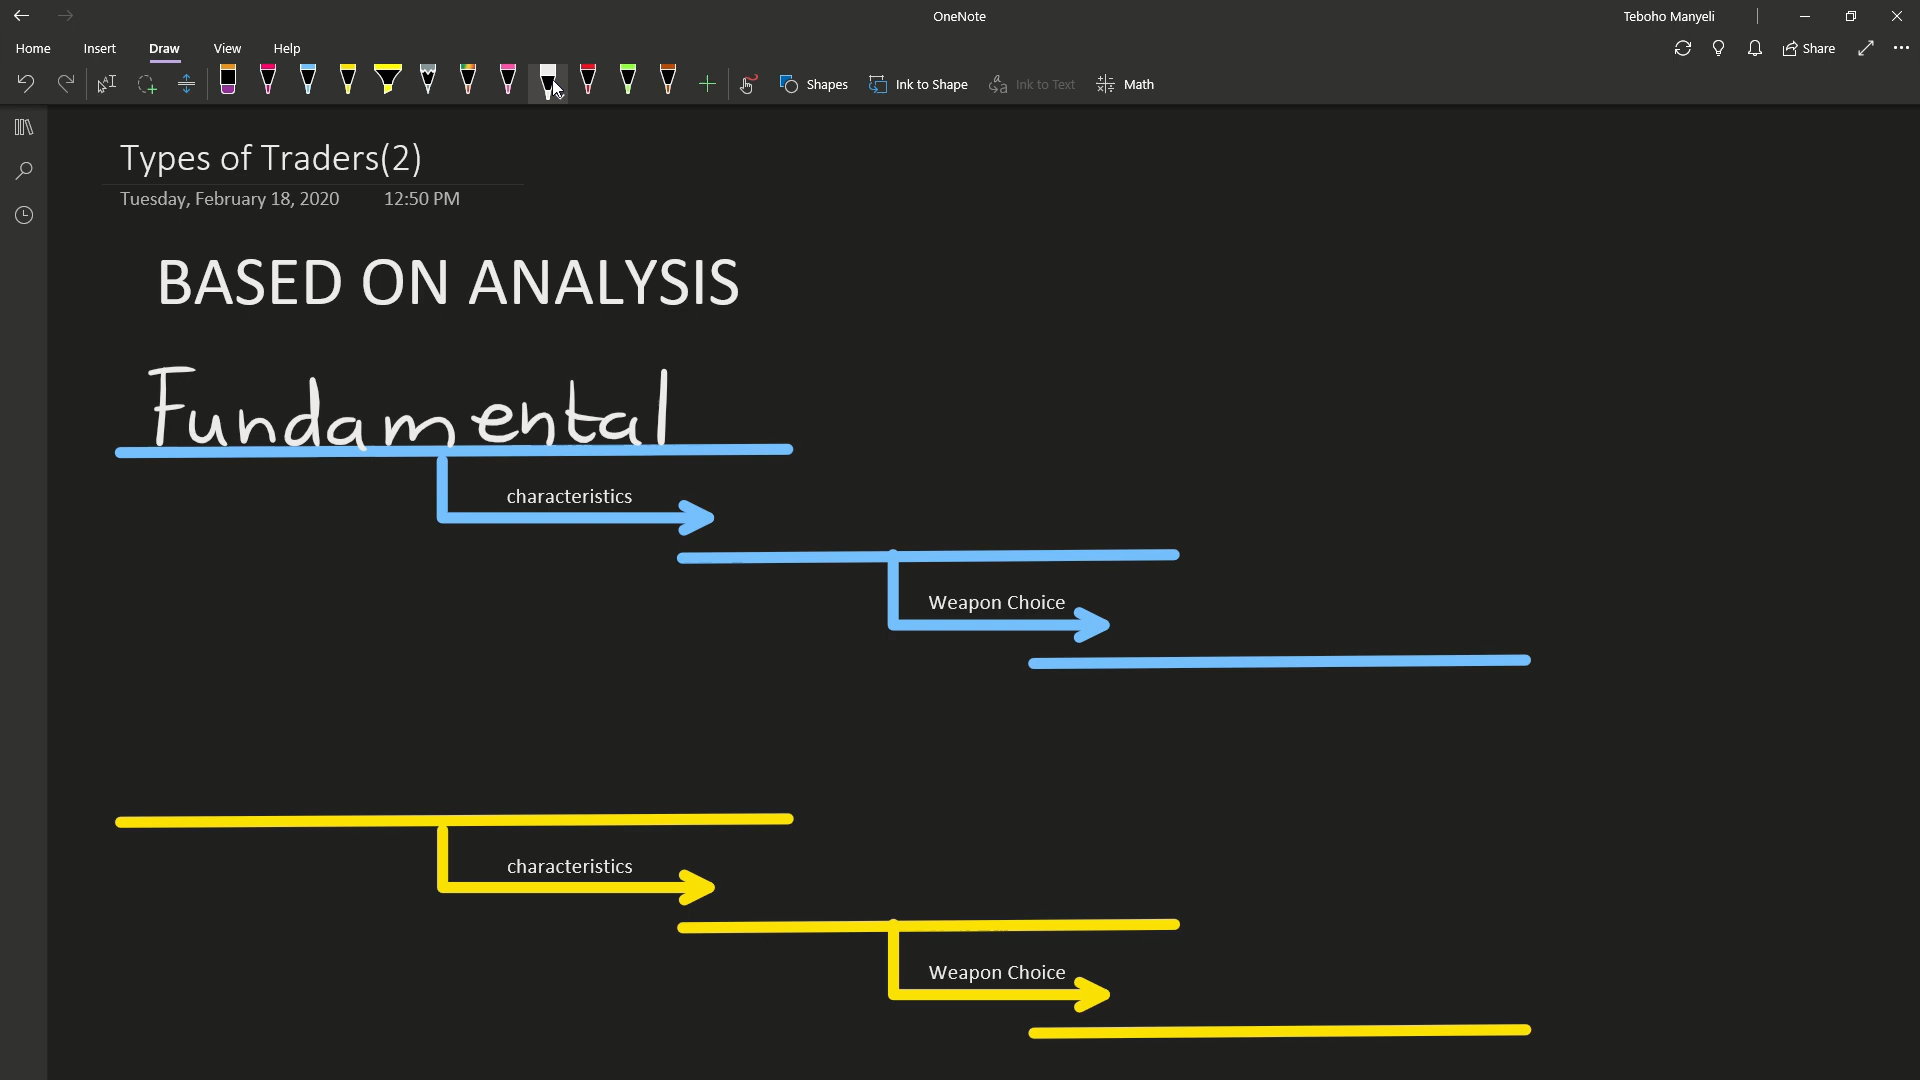 OneNote
Teboho Manyeli
Home Insert Draw View Help
Share
Shapes Ink to Shape Ink to Text Math
Types of Traders(2)
Tuesday, February 18, 2020 12:50 PM
BASED ON ANALYSIS
Fundamental
characteristics
Weapon Choice
characteristics
Weapon Choice